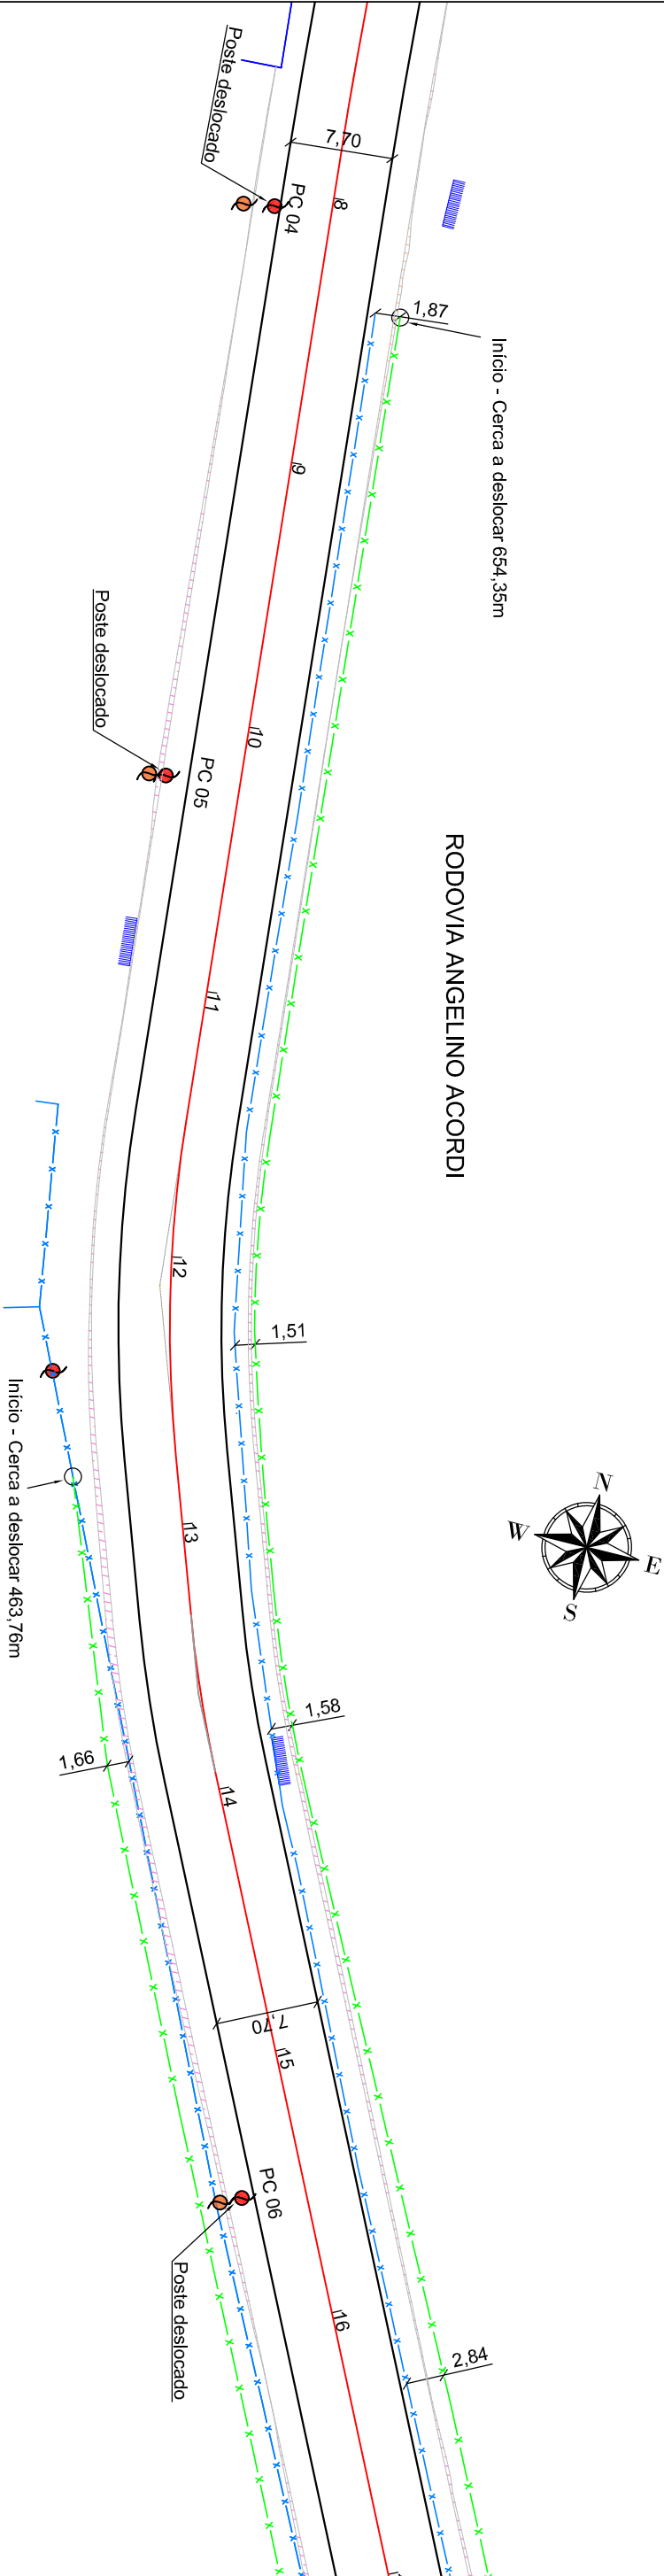 Poste deslocado
7,70
PC 04
8
1,87
Início - Cerca a deslocar 654,35m
9
Poste deslocado
10
PC 05
RODOVIA ANGELINO ACORDI
11
12
1,51
Início - Cerca a deslocar 463,76m
N
W
E
S
13
1,58
1,66
14
7,70
15
PC 06
Poste deslocado
16
2,84